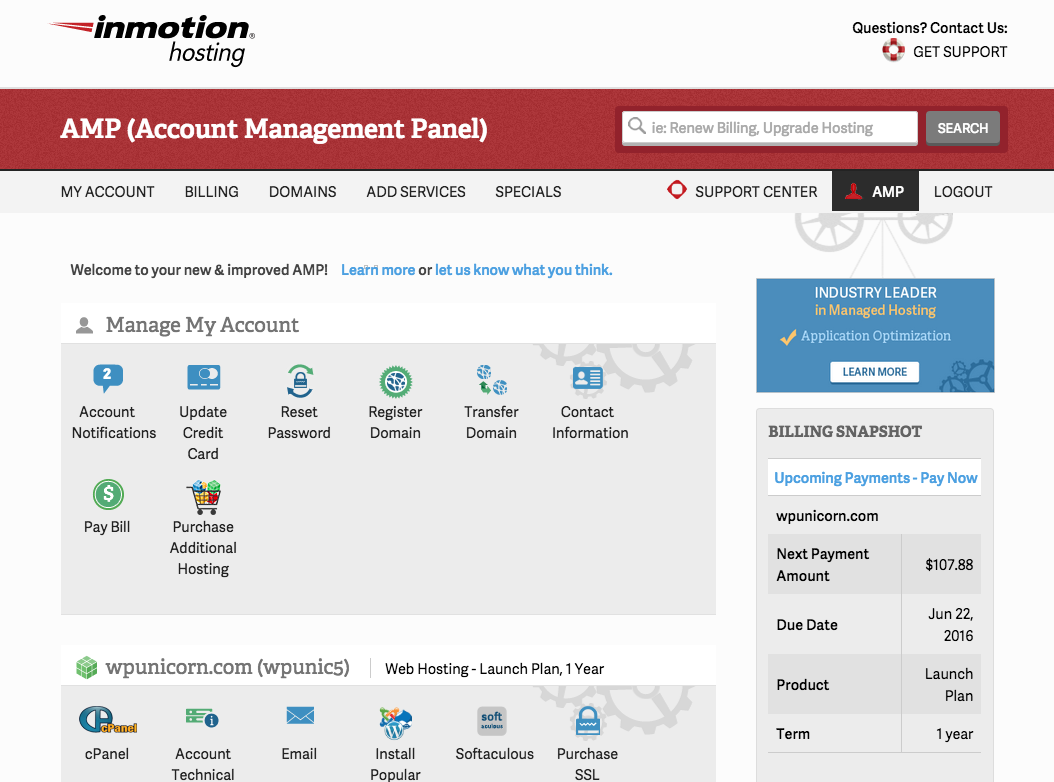 inmotion®
hosting
Questions? Contact Us:
GET SUPPORT
AMP (Account Management Panel)
ie: Renew Billing, Upgrade Hosting
SEARCH
MY ACCOUNT BILLING DOMAINS ADD SERVICES SPECIALS SUPPORT CENTER AMP LOGOUT
Welcome to your new & improved AMP! Learn more or let us know what you think.
Manage My Account
2
Account
Notifications
Update
Credit
Card
Reset
Password
Register
Domain
Transfer
Domain
Contact
Information
$
Pay Bill
Purchase
Additional
Hosting
wpunicorn.com (wpunic5)
Web Hosting - Launch Plan, 1 Year
cPanel
cPanel
i
Account
Technical
Email
Install
Popular
soft
aculous
Softaculous
Purchase
SSL
INDUSTRY LEADER
in Managed Hosting
Application Optimization
LEARN MORE
BILLING SNAPSHOT
Upcoming Payments - Pay Now
wpunicorn.com
Next Payment
Amount
$107.88
Due Date
Jun 22,
2016
Product
Launch
Plan
Term
1 year